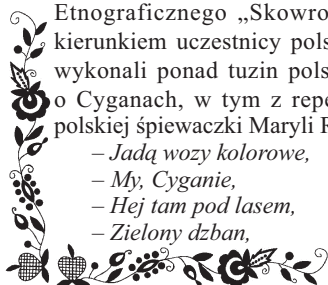 Etnograficznego „Skowro
kierunkiem uczestnicy pols
wykonali ponad tuzin pols
o Cyganach, w tym z repe
polskiej śpiewaczki Maryli R
– Jadą wozy kolorowe,
– My, Cyganie,
– Hej tam pod lasem,
– Zielony dzban,